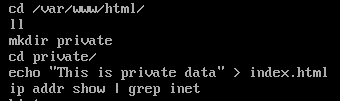 cd /var/www/html/
ll
mkdir private
cd private/
echo "This is private data" > index.html
ip addr show | grep inet